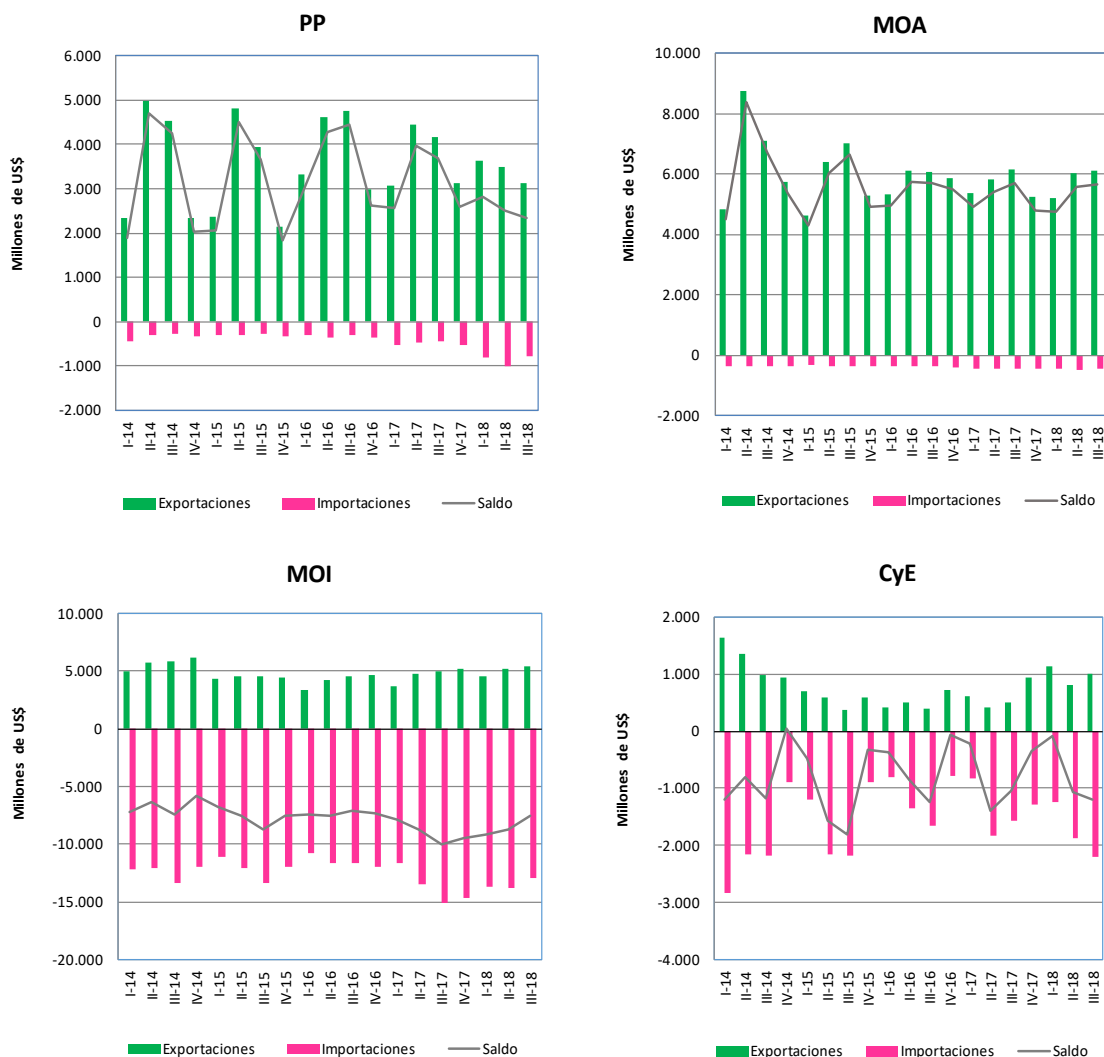 PP
Millones de US$
6.000
5.000
4.000
3.000
2.000
1.000
0
-1.000
-2.000
I-14
II-14
III-14
IV-14
I-15
II-15
III-15
IV-15
I-16
II-16
III-16
IV-16
I-17
II-17
III-17
IV-17
I-18
II-18
III-18
Exportaciones Importaciones Saldo
MOA
Millones de US$
10.000
8.000
6.000
4.000
2.000
0
-2.000
I-14
II-14
III-14
IV-14
I-15
II-15
III-15
IV-15
I-16
II-16
III-16
IV-16
I-17
II-17
III-17
IV-17
I-18
II-18
III-18
Exportaciones Importaciones Saldo
MOI
Millones de US$
10.000
5.000
0
-5.000
-10.000
-15.000
-20.000
I-14
II-14
III-14
IV-14
I-15
II-15
III-15
IV-15
I-16
II-16
III-16
IV-16
I-17
II-17
III-17
IV-17
I-18
II-18
III-18
Exportaciones Importaciones Saldo
CyE
Millones de US$
2.000
1.000
0
-1.000
-2.000
-3.000
-4.000
I-14
II-14
III-14
IV-14
I-15
II-15
III-15
IV-15
I-16
II-16
III-16
IV-16
I-17
II-17
III-17
IV-17
I-18
II-18
III-18
Exportaciones Importaciones Saldo